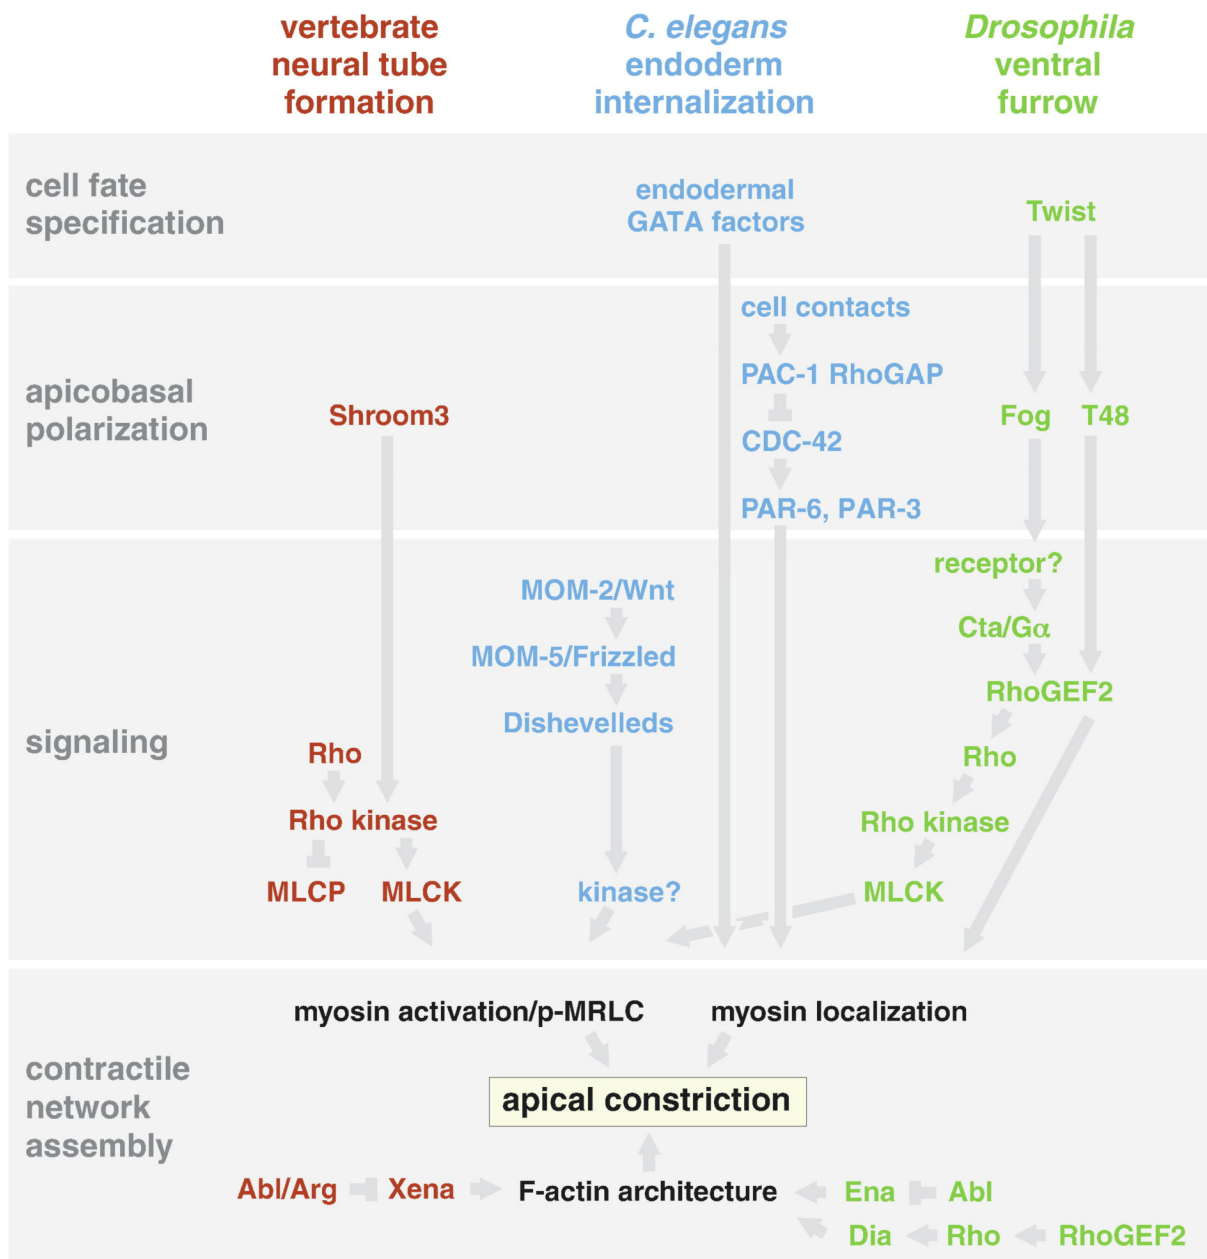 vertebrate
neural tube
formation
C. elegans
endoderm
internalization
Drosophila
ventral
furrow
cell fate
specification
endodermal
GATA factors
Twist
apicobasal
polarization
cell contacts
PAC-1 RhoGAP
Shroom3
CDC-42
PAR-6, PAR-3
Fog
T48
signaling
MOM-2/Wnt
MOM-5/Frizzled
Dishevelleds
receptor?
Cta/Gα
RhoGEF2
Rho
Rho
Rho kinase
Rho kinase
MLCP
MLCK
kinase?
MLCK
contractile
network
assembly
myosin activation/p-MRLC
myosin localization
apical constriction
Abl/Arg
Xena
F-actin architecture
Ena
Abl
Dia
Rho
RhoGEF2